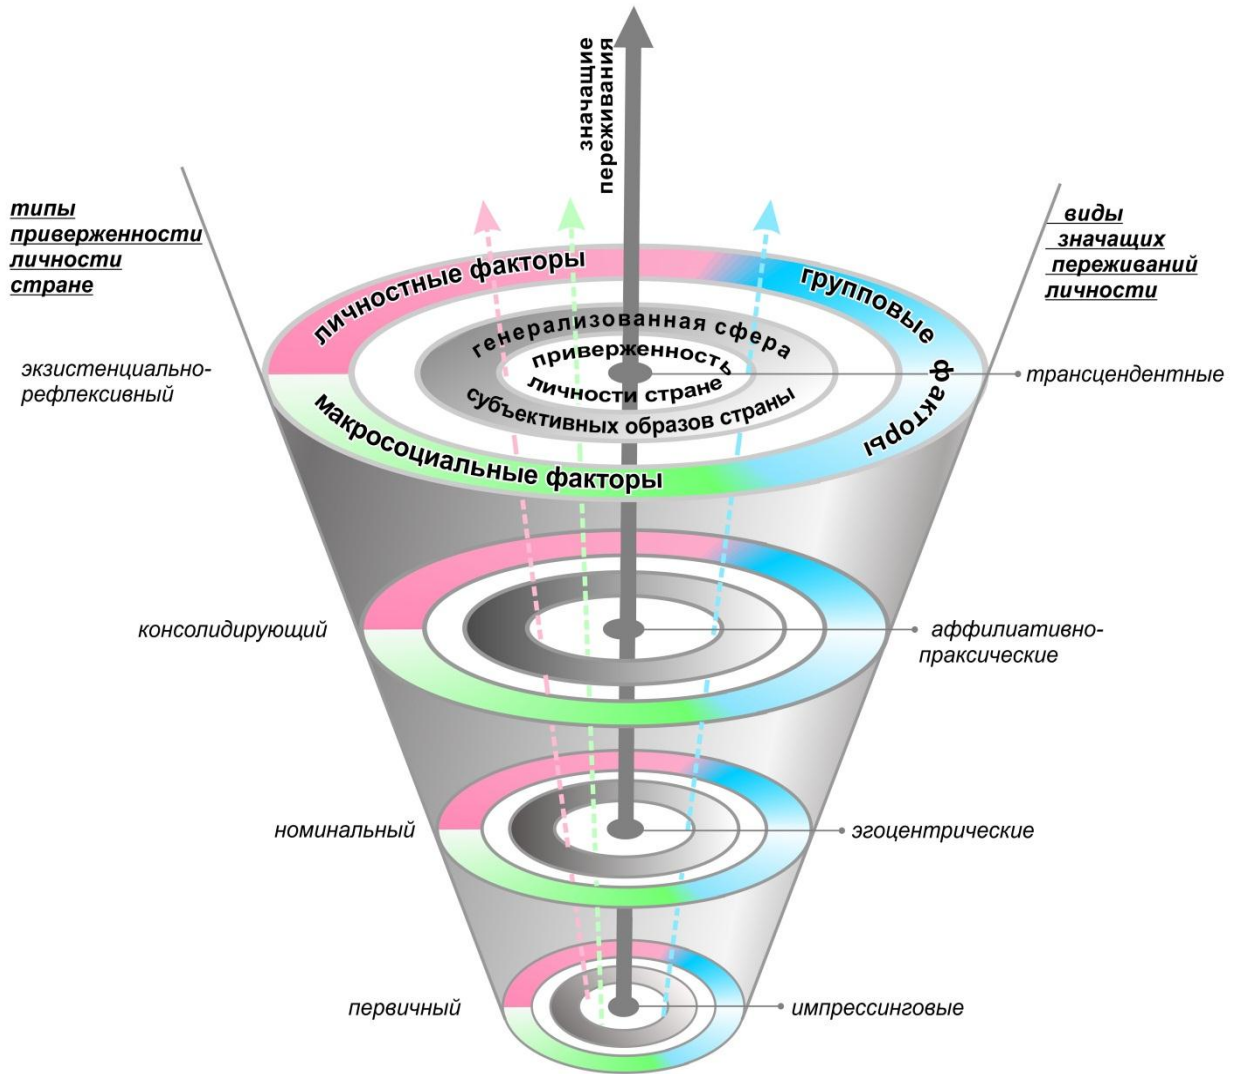 значащие
переживания
типы
приверженности
личности
стране
виды
значащих
переживаний
личности
личностные факторы
групповые факторы
генерализованная сфера
приверженность
личности стране
субъективных образов страны
макросоциальные факторы
экзистенциально-
рефлексивный
трансцендентные
консолидирующий
аффилиативно-
праксические
номинальный
эгоцентрические
первичный
импрессинговые